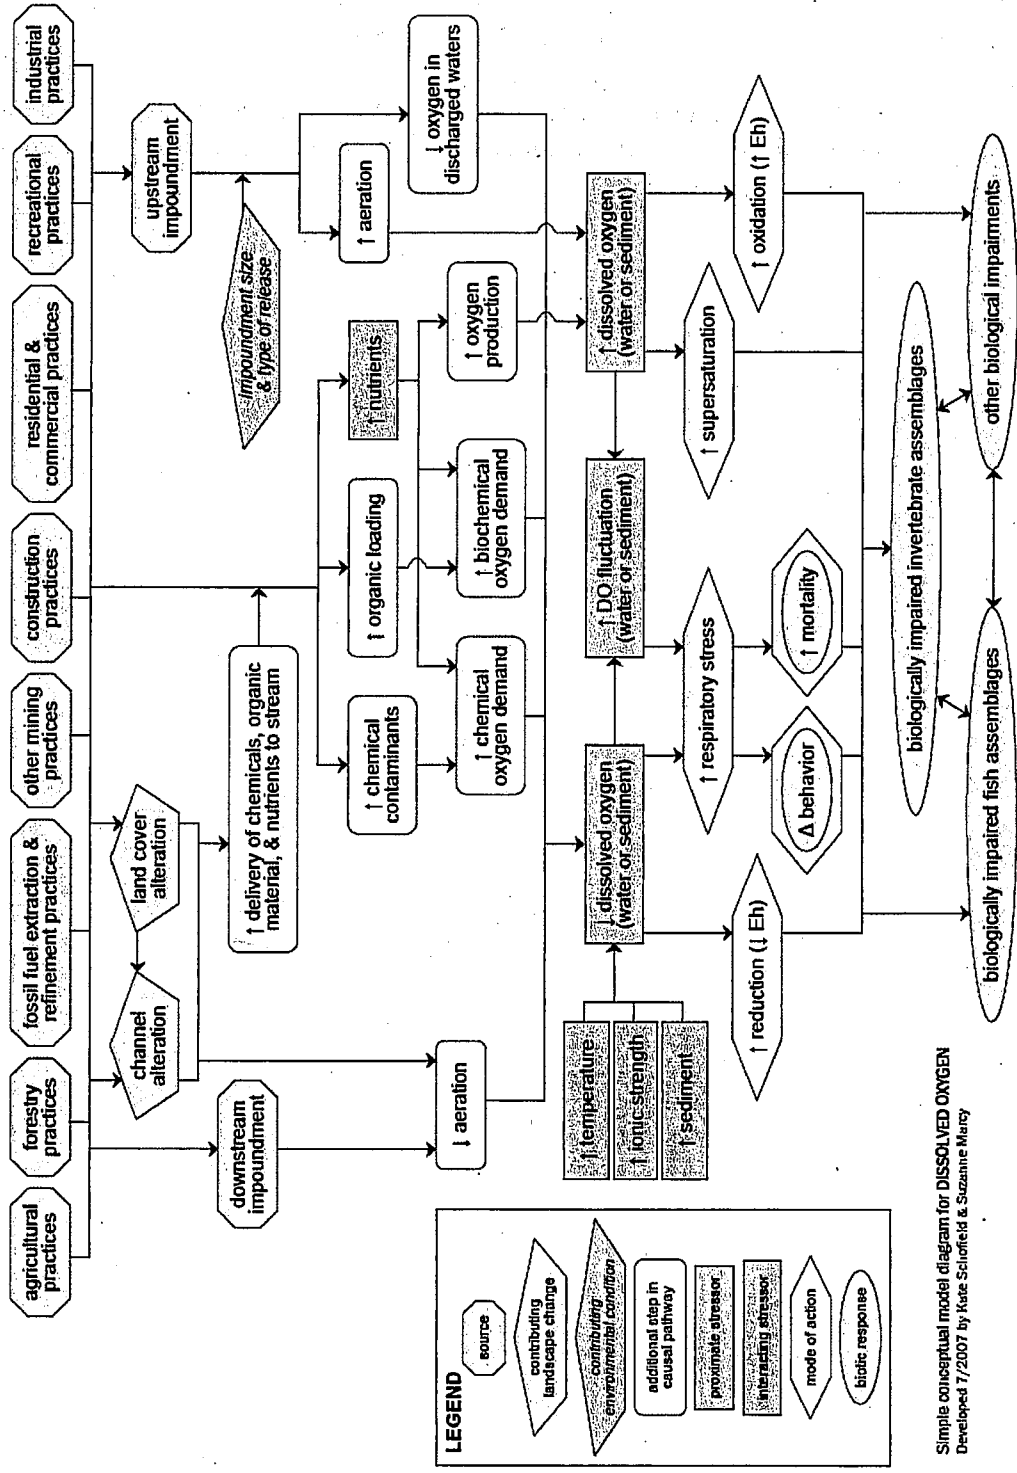 agricultural
practices
forestry
practices
fossil fuel extraction &
refinement practices
other mining
practices
construction
practices
residential &
commercial practices
recreational
practices
industrial
practices
channel
alteration
land cover
alteration
upstream
impoundment
downstream
impoundment
↑ delivery of chemicals, organic
material, & nutrients to stream
impoundment size
& type of release
↑ chemical
contaminants
↑ organic loading
↑ nutrients
↑ aeration
↓ oxygen in
discharged waters
↓ aeration
↑ chemical
oxygen demand
↑ biochemical
oxygen demand
↑ oxygen
production
↑ temperature
↑ ionic strength
↑ sediment
↓ dissolved oxygen
(water or sediment)
↑ DO fluctuation
(water or sediment)
↑ dissolved oxygen
(water or sediment)
↑ reduction (↓ Eh)
↑ respiratory stress
↑ supersaturation
↑ oxidation (↑ Eh)
Δ behavior
↑ mortality
biologically impaired invertebrate assemblages
biologically impaired fish assemblages
other biological impairments
LEGEND
source
contributing
landscape change
contributing
environmental condition
additional step in
causal pathway
proximate stressor
interacting stressor
mode of action
biotic response
Simple conceptual model diagram for DISSOLVED OXYGEN
Developed 7/2007 by Kate Schofield & Suzanne Marcy